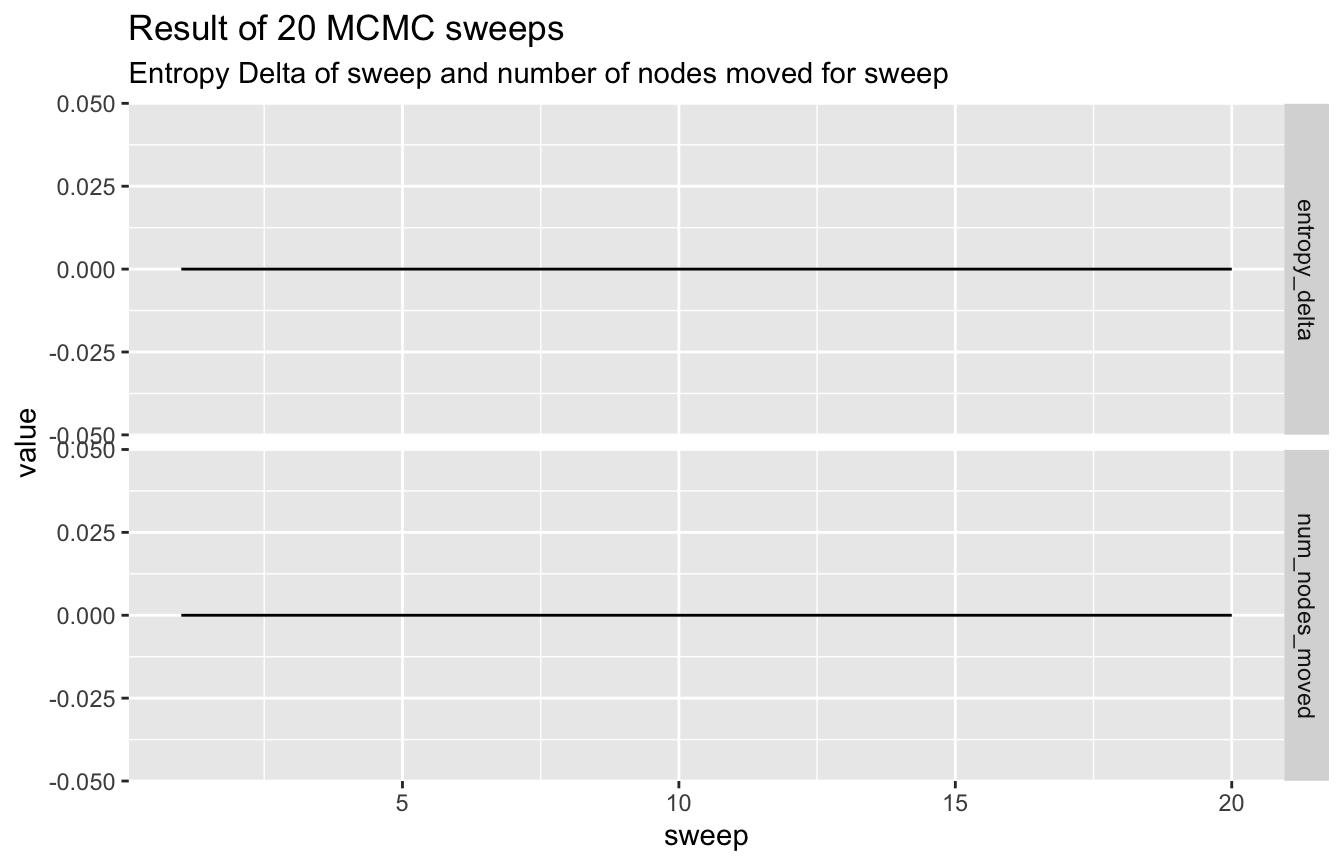 Result of 20 MCMC sweeps
Entropy Delta of sweep and number of nodes moved for sweep
0.050
0.025
0.000
-0.025
-0.050
entropy_delta
value
0.050
0.025
0.000
-0.025
-0.050
num_nodes_moved
5 10 15 20
sweep